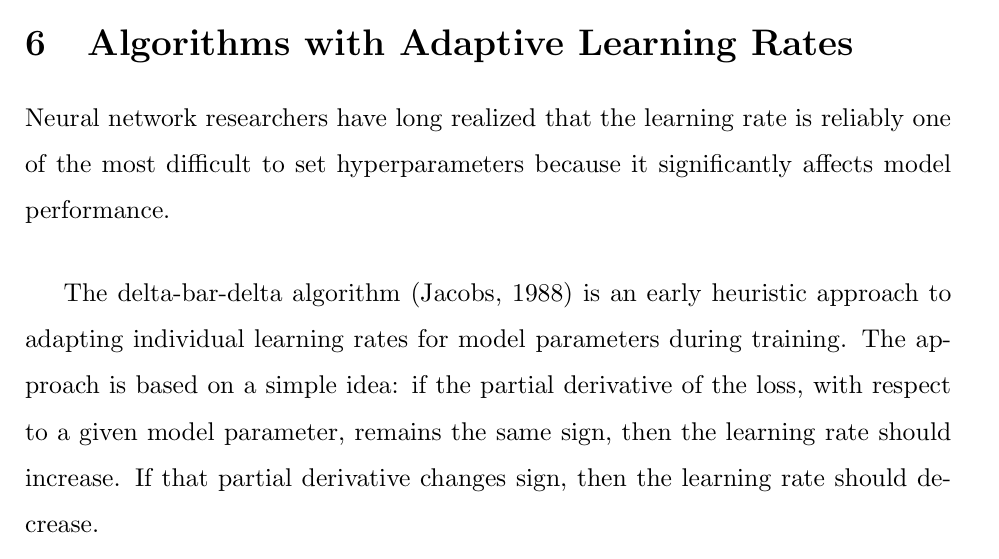 6 Algorithms with Adaptive Learning Rates
Neural network researchers have long realized that the learning rate is reliably one
of the most difficult to set hyperparameters because it significantly affects model
performance.
The delta-bar-delta algorithm (Jacobs, 1988) is an early heuristic approach to
adapting individual learning rates for model parameters during training. The ap-
proach is based on a simple idea: if the partial derivative of the loss, with respect
to a given model parameter, remains the same sign, then the learning rate should
increase. If that partial derivative changes sign, then the learning rate should de-
crease.